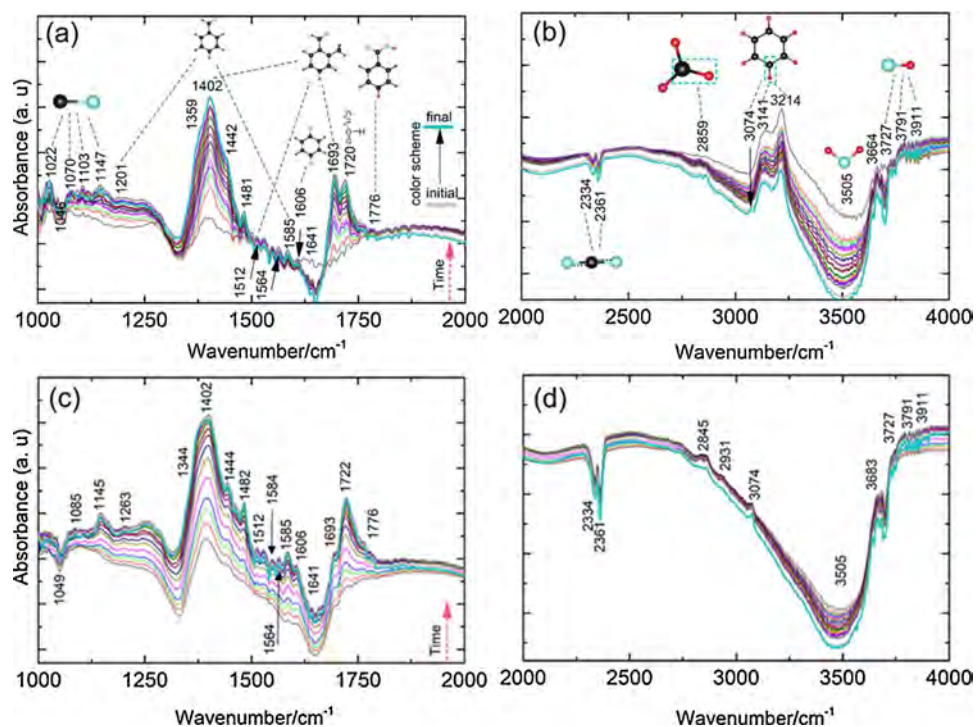 (a)
1022
1046
1070
1103
1147
1201
1359
1402
1442
1481
1512
1564
1585
1606
1641
1693
1720
1776
final
color scheme
initial
Time
Absorbance (a. u)
1000 1250 1500 1750 2000
Wavenumber/cm-1
(b)
2334
2361
2859
3074
3141
3214
3505
3664
3727
3791
3911
2000 2500 3000 3500 4000
Wavenumber/cm-1
(c)
1049
1085
1145
1263
1344
1402
1444
1482
1512
1584
1564
1585
1606
1641
1693
1722
1776
Time
Absorbance (a. u)
1000 1250 1500 1750 2000
Wavenumber/cm-1
(d)
2334
2361
2845
2931
3074
3505
3683
3727
3791
3911
2000 2500 3000 3500 4000
Wavenumber/cm-1